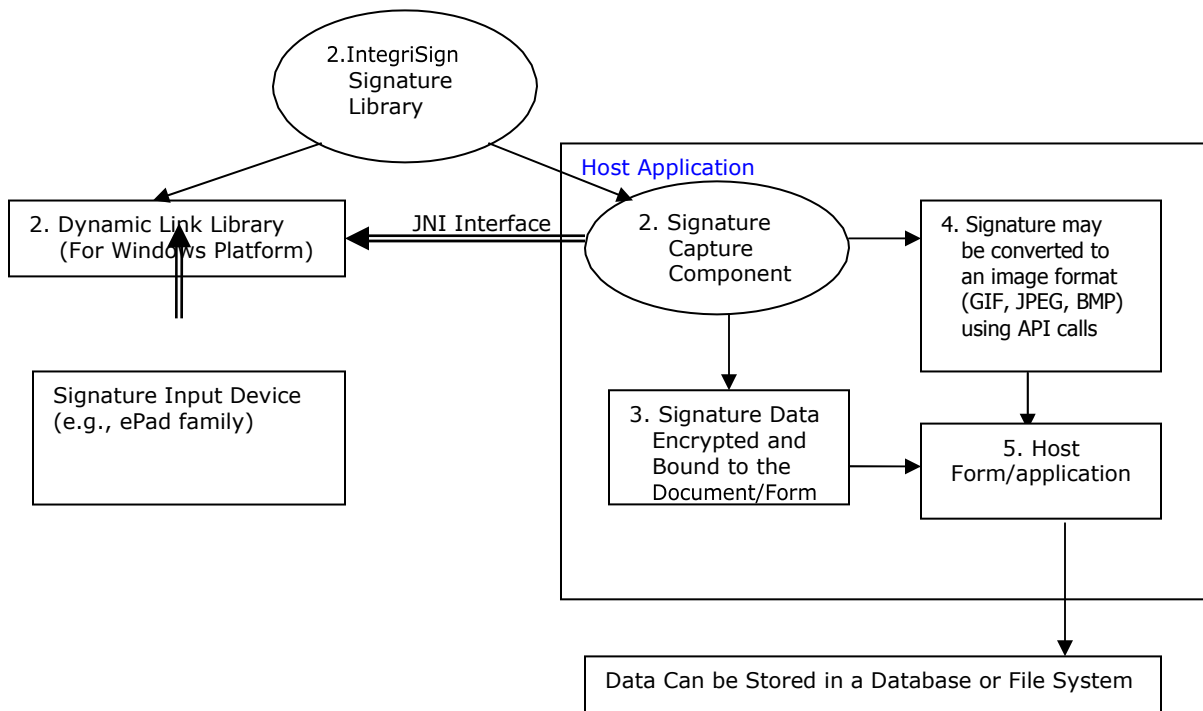 2.IntegriSign
Signature
Library
Host Application
2. Dynamic Link Library
(For Windows Platform)
JNI Interface
2. Signature
Capture
Component
4. Signature may
be converted to
an image format
(GIF, JPEG, BMP)
using API calls
Signature Input Device
(e.g., ePad family)
3. Signature Data
Encrypted and
Bound to the
Document/Form
5. Host
Form/application
Data Can be Stored in a Database or File System